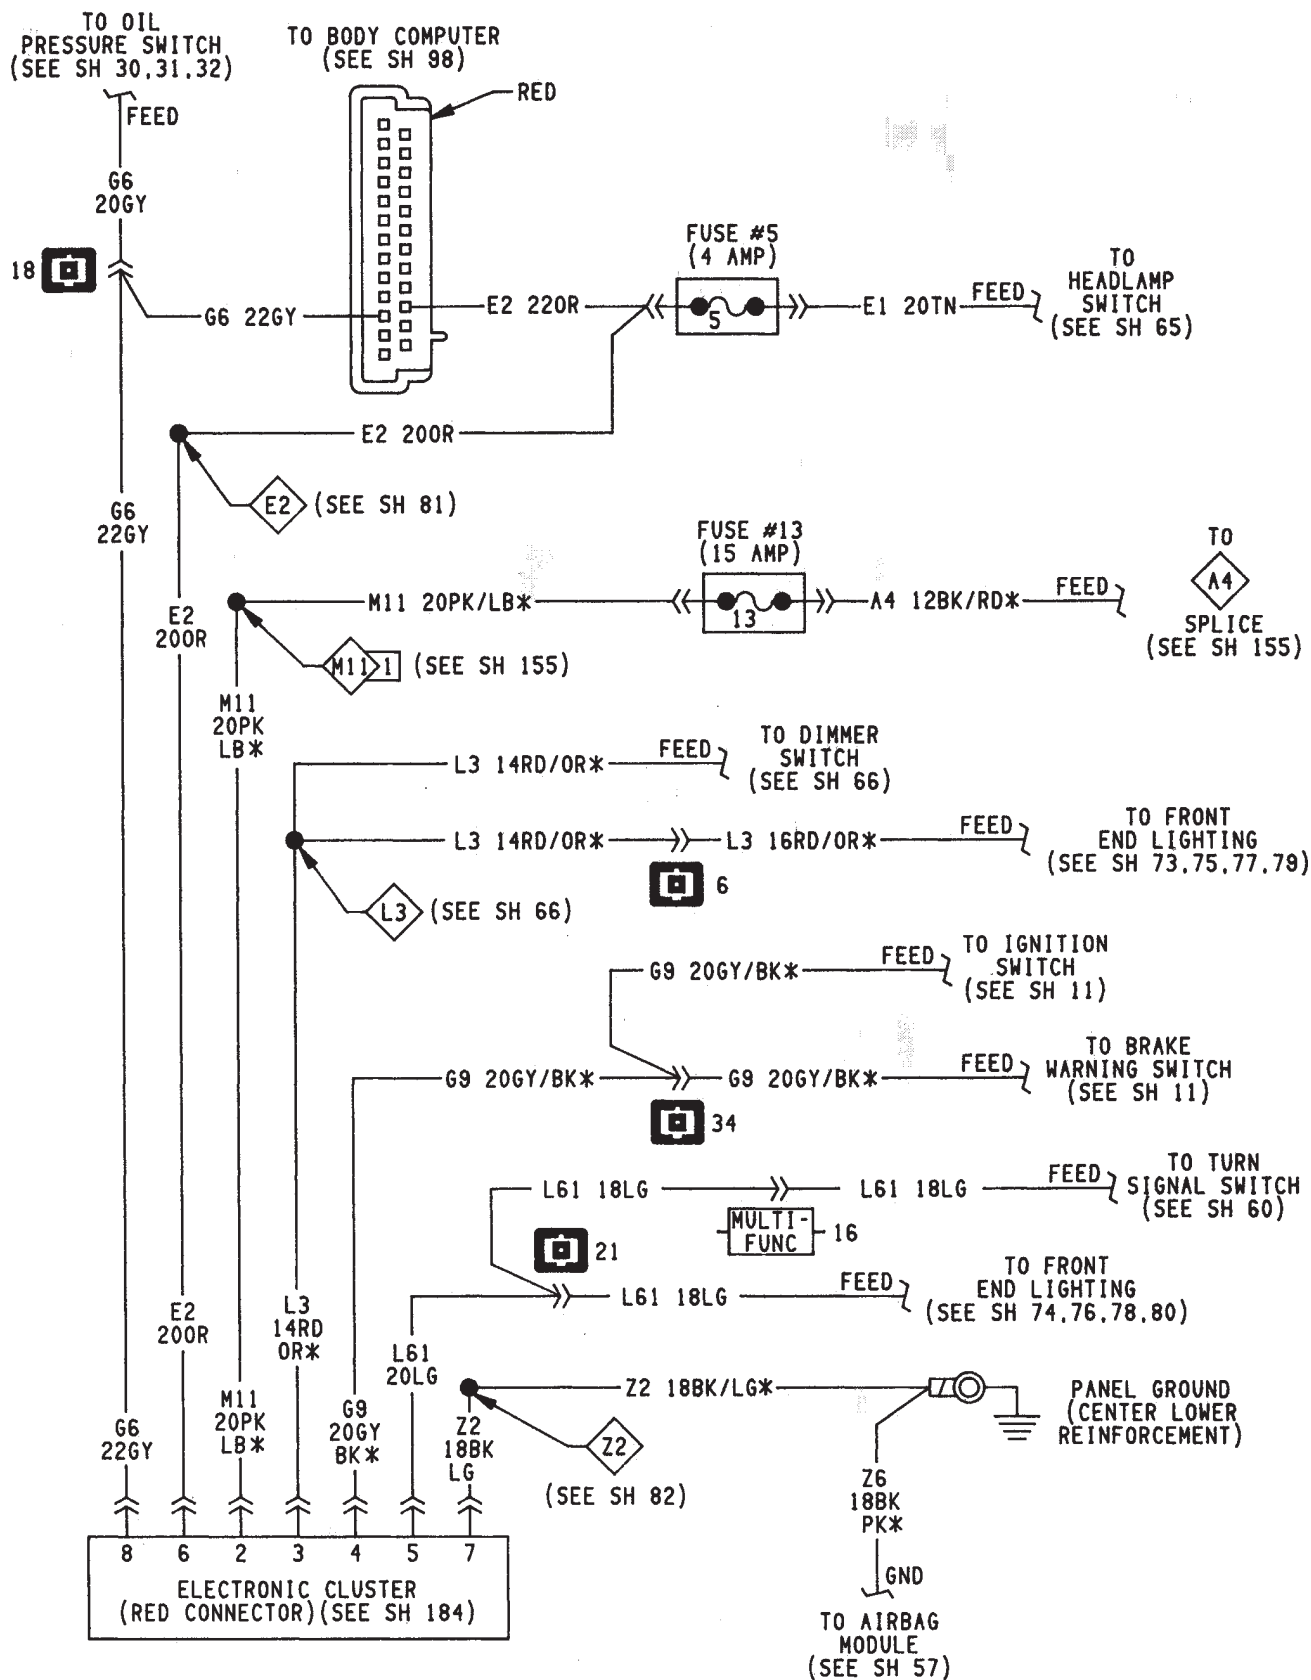 TO OIL
PRESSURE SWITCH
(SEE SH 30,31,32)
FEED
TO BODY COMPUTER
(SEE SH 98)
RED
G6
20GY
18
G6 22GY
E2 22OR
FUSE #5
(4 AMP)
5
E1 20TN
FEED
TO
HEADLAMP
SWITCH
(SEE SH 65)
E2 20OR
E2
(SEE SH 81)
G6
22GY
E2
20OR
M11 20PK/LB*
FUSE #13
(15 AMP)
13
A4 12BK/RD*
FEED
TO
A4
SPLICE
(SEE SH 155)
M11 1
(SEE SH 155)
M11
20PK
LB*
L3 14RD/OR*
FEED
TO DIMMER
SWITCH
(SEE SH 66)
L3 14RD/OR*
L3 16RD/OR*
FEED
TO FRONT
END LIGHTING
(SEE SH 73,75,77,79)
6
L3
(SEE SH 66)
G9 20GY/BK*
FEED
TO IGNITION
SWITCH
(SEE SH 11)
G9 20GY/BK*
G9 20GY/BK*
FEED
TO BRAKE
WARNING SWITCH
(SEE SH 11)
34
L61 18LG
L61 18LG
FEED
TO TURN
SIGNAL SWITCH
(SEE SH 60)
MULTI-
FUNC
16
21
L61 18LG
FEED
TO FRONT
END LIGHTING
(SEE SH 74,76,78,80)
E2
20OR
L3
14RD
OR*
L61
20LG
Z2 18BK/LG*
PANEL GROUND
(CENTER LOWER
REINFORCEMENT)
G6
22GY
M11
20PK
LB*
G9
20GY
BK*
Z2
18BK
LG
Z2
(SEE SH 82)
Z6
18BK
PK*
GND
TO AIRBAG
MODULE
(SEE SH 57)
8 6 2 3 4 5 7
ELECTRONIC CLUSTER
(RED CONNECTOR)(SEE SH 184)